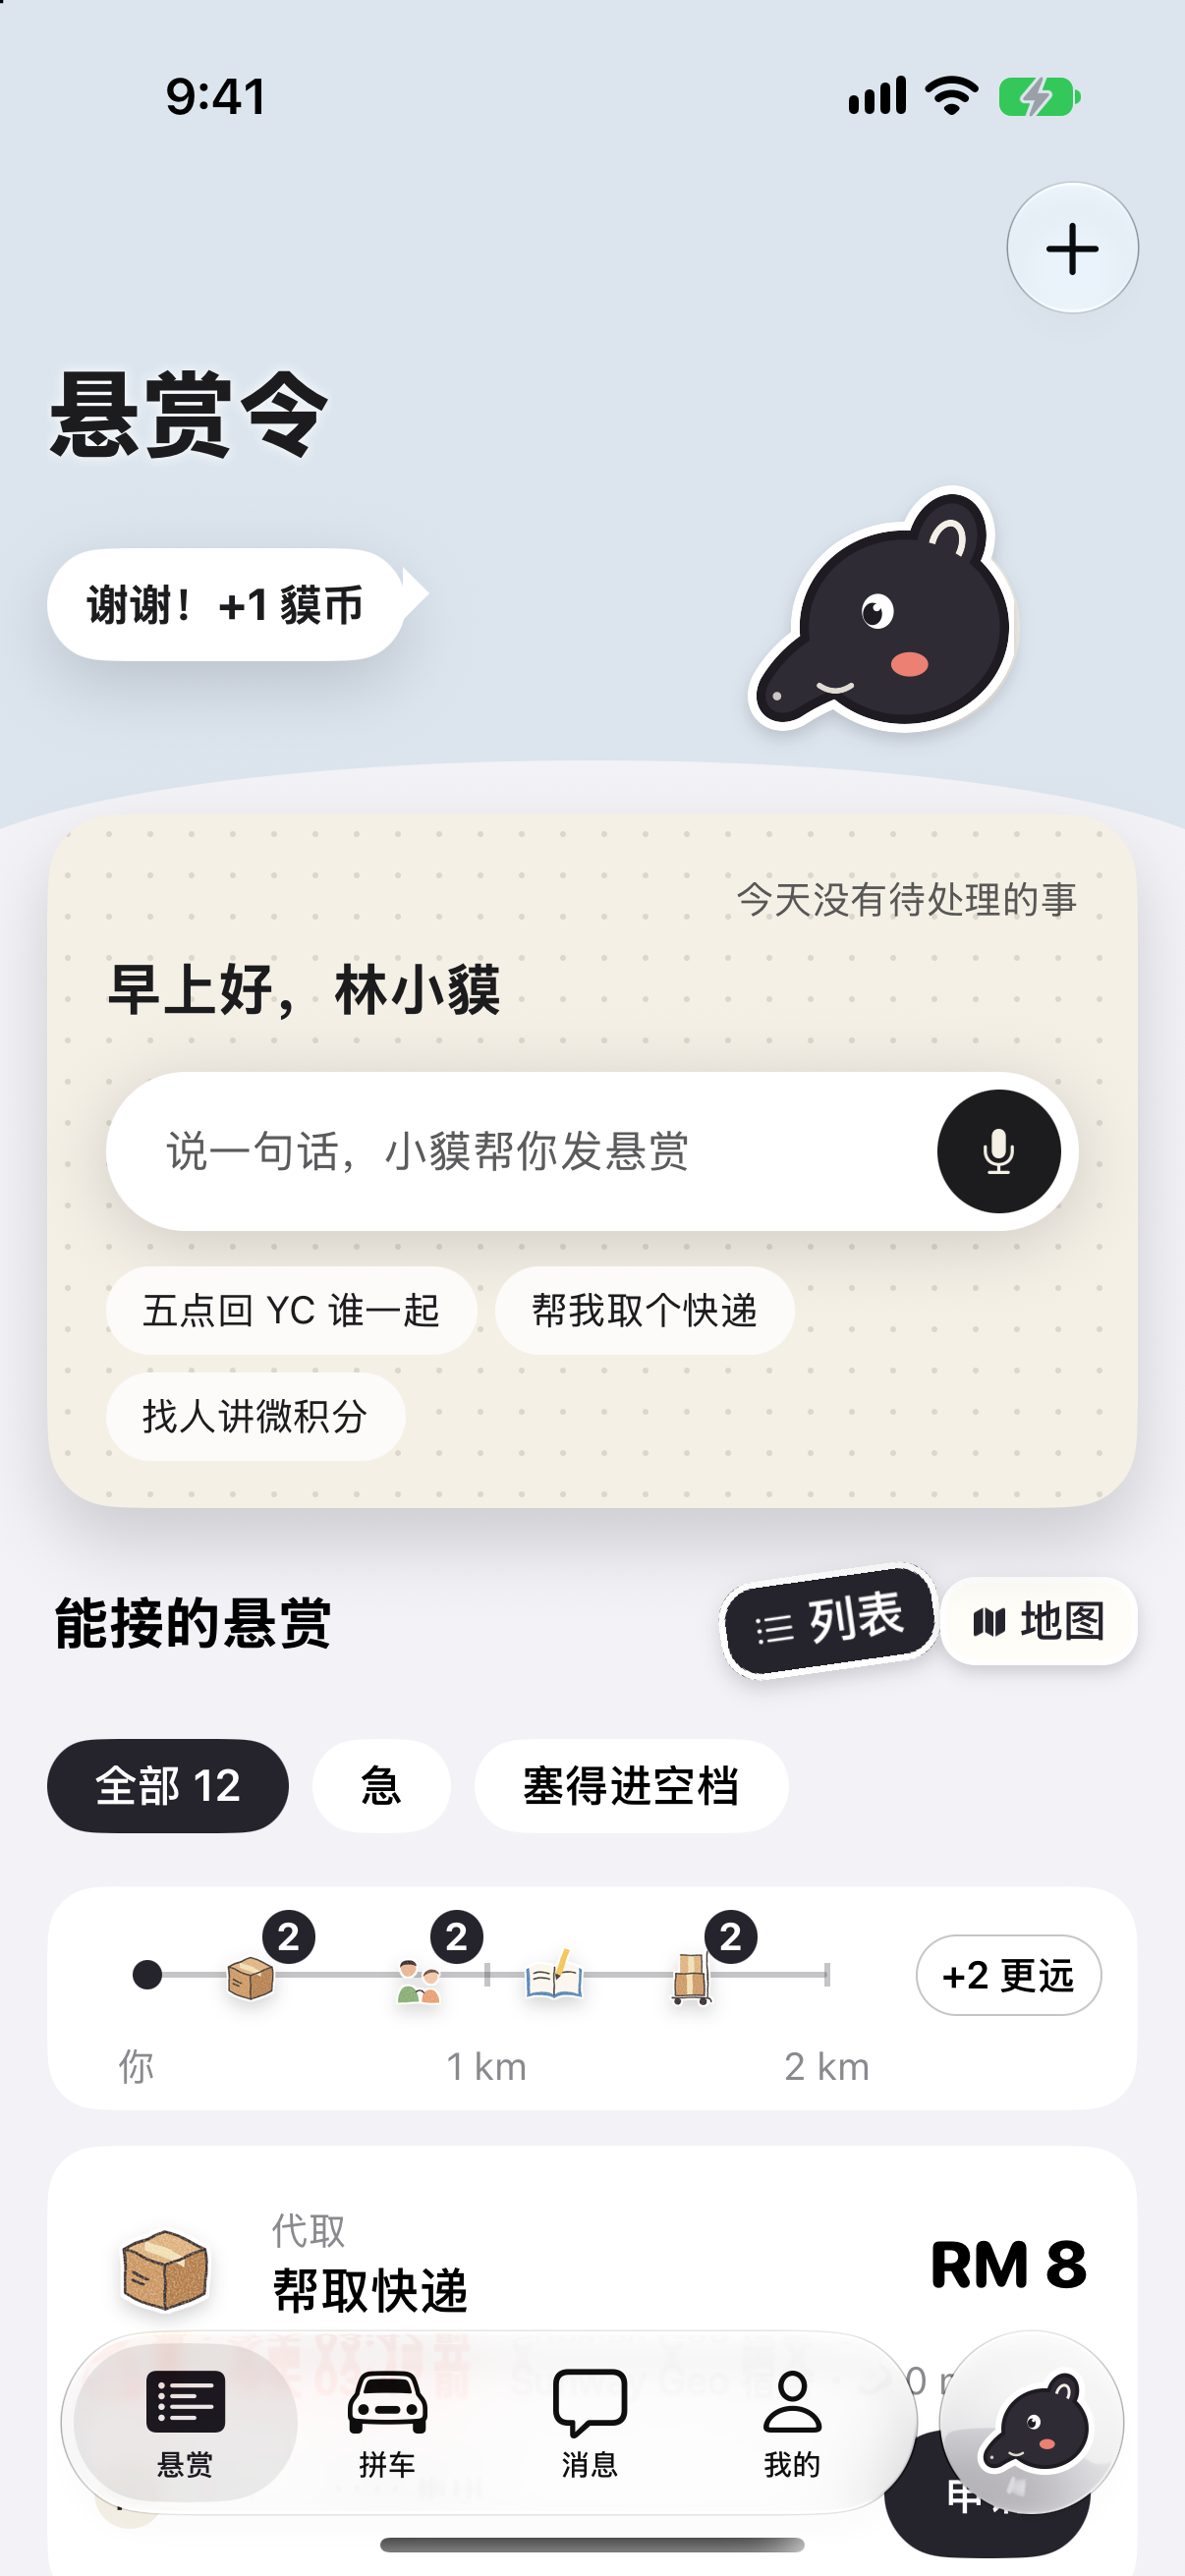 9:41
悬赏令
谢谢！+1 貘币
今天没有待处理的事
早上好，林小貘
说一句话，小貘帮你发悬赏
五点回 YC 谁一起
帮我取个快递
找人讲微积分
能接的悬赏
列表
地图
全部 12
急
塞得进空档
2
2
2
+2 更远
你
1 km
2 km
代取
帮取快递
RM 8
悬赏
拼车
消息
我的